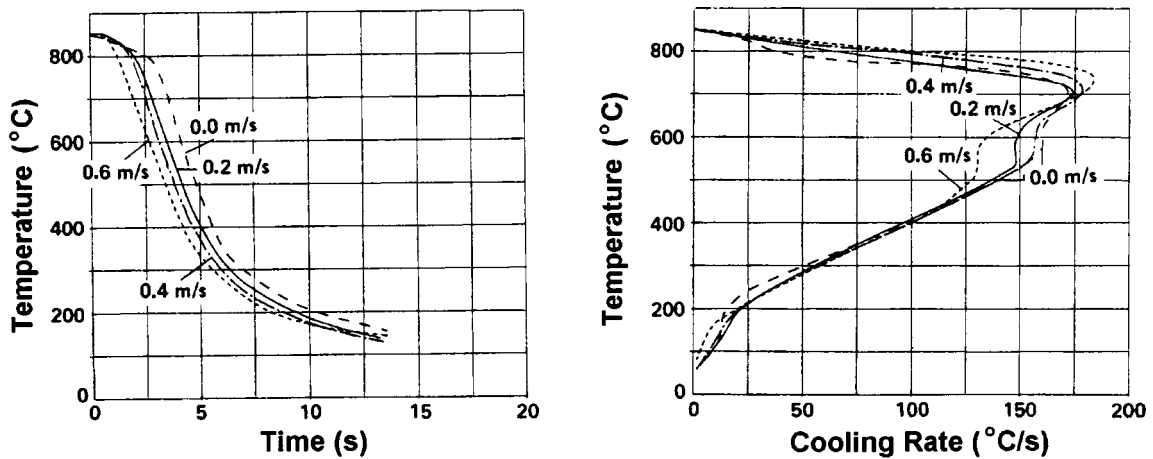 800
600
400
200
0
Temperature (°C)
0.0 m/s
0.2 m/s
0.6 m/s
0.4 m/s
0 5 10 15 20
Time (s)
800
600
400
200
0
Temperature (°C)
0.4 m/s
0.2 m/s
0.6 m/s
0.0 m/s
0 50 100 150 200
Cooling Rate (°C/s)